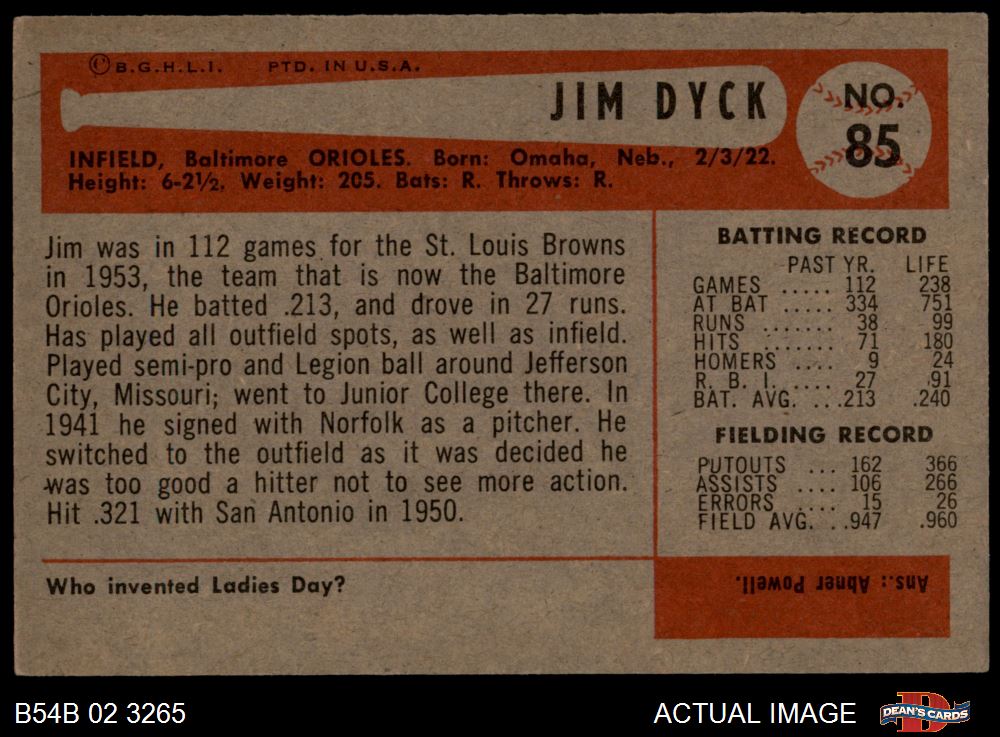 © B.G.H.L.I. PTD. IN U.S.A.
JIM DYCK
NO.
85
INFIELD, Baltimore ORIOLES. Born: Omaha, Neb., 2/3/22.
Height: 6-2½. Weight: 205. Bats: R. Throws: R.
Jim was in 112 games for the St. Louis Browns
in 1953, the team that is now the Baltimore
Orioles. He batted .213, and drove in 27 runs.
Has played all outfield spots, as well as infield.
Played semi-pro and Legion ball around Jefferson
City, Missouri; went to Junior College there. In
1941 he signed with Norfolk as a pitcher. He
switched to the outfield as it was decided he
was too good a hitter not to see more action.
Hit .321 with San Antonio in 1950.
BATTING RECORD
PAST YR. LIFE
GAMES ..... 112 238
AT BAT ..... 334 751
RUNS ....... 38 99
HITS ........ 71 180
HOMERS .... 9 24
R. B. I. .... 27 91
BAT. AVG. ...213 .240
FIELDING RECORD
PUTOUTS ... 162 366
ASSISTS .... 106 266
ERRORS .... 15 26
FIELD AVG. ..947 .960
Who invented Ladies Day?
Ans.: Abner Powell.
B54B 02 3265
ACTUAL IMAGE
D
DEAN'S CARDS